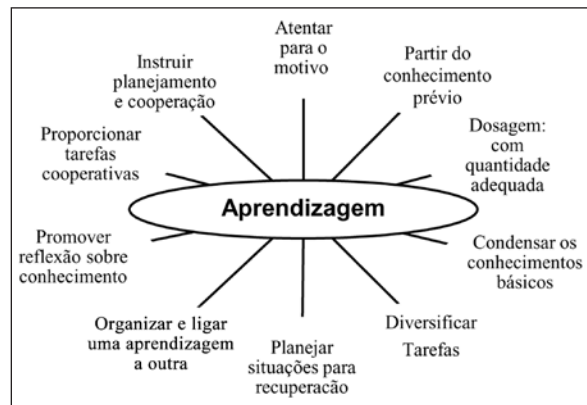 Atentar
para o
motivo
Partir do
conhecimento
prévio
Dosagem:
com
quantidade
adequada
Condensar os
conhecimentos
básicos
Diversificar
Tarefas
Planejar
situações para
recuperacão
Organizar e ligar
uma aprendizagem
a outra
Promover
reflexão sobre
conhecimento
Proporcionar
tarefas
cooperativas
Instruir
planejamento
e cooperação
Aprendizagem